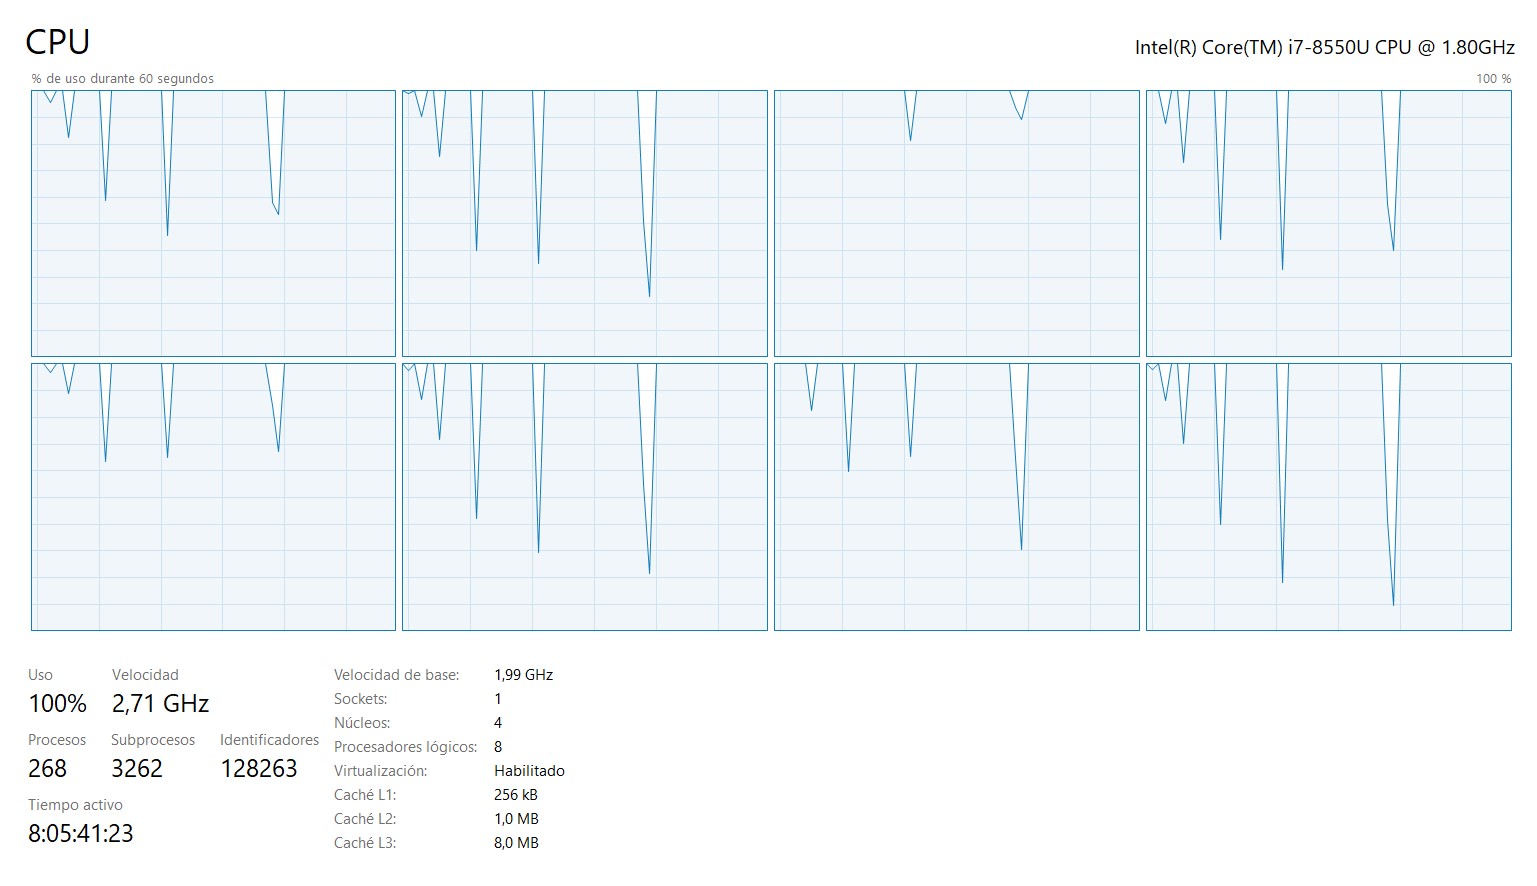 CPU
Intel(R) Core(TM) i7-8550U CPU @ 1.80GHz
% de uso durante 60 segundos
100 %
Uso
Velocidad
100%
2,71 GHz
Procesos
Subprocesos
Identificadores
268
3262
128263
Tiempo activo
8:05:41:23
Velocidad de base: 1,99 GHz
Sockets: 1
Núcleos: 4
Procesadores lógicos: 8
Virtualización: Habilitado
Caché L1: 256 kB
Caché L2: 1,0 MB
Caché L3: 8,0 MB